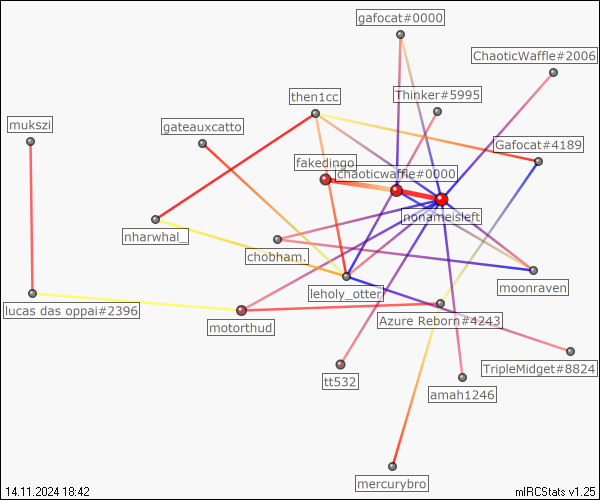 gafocat#0000
ChaoticWaffle#2006
Thinker#5995
then1cc
mukszi
gateauxcatto
Gafocat#4189
fakedingo
chaoticwaffle#0000
nonameisleft
nharwhal_
chobham.
moonraven
leholy_otter
lucas das oppai#2396
motorthud
Azure Reborn#4243
TripleMidget#8824
tt532
amah1246
mercurybro
14.11.2024 18:42
mIRCStats v1.25